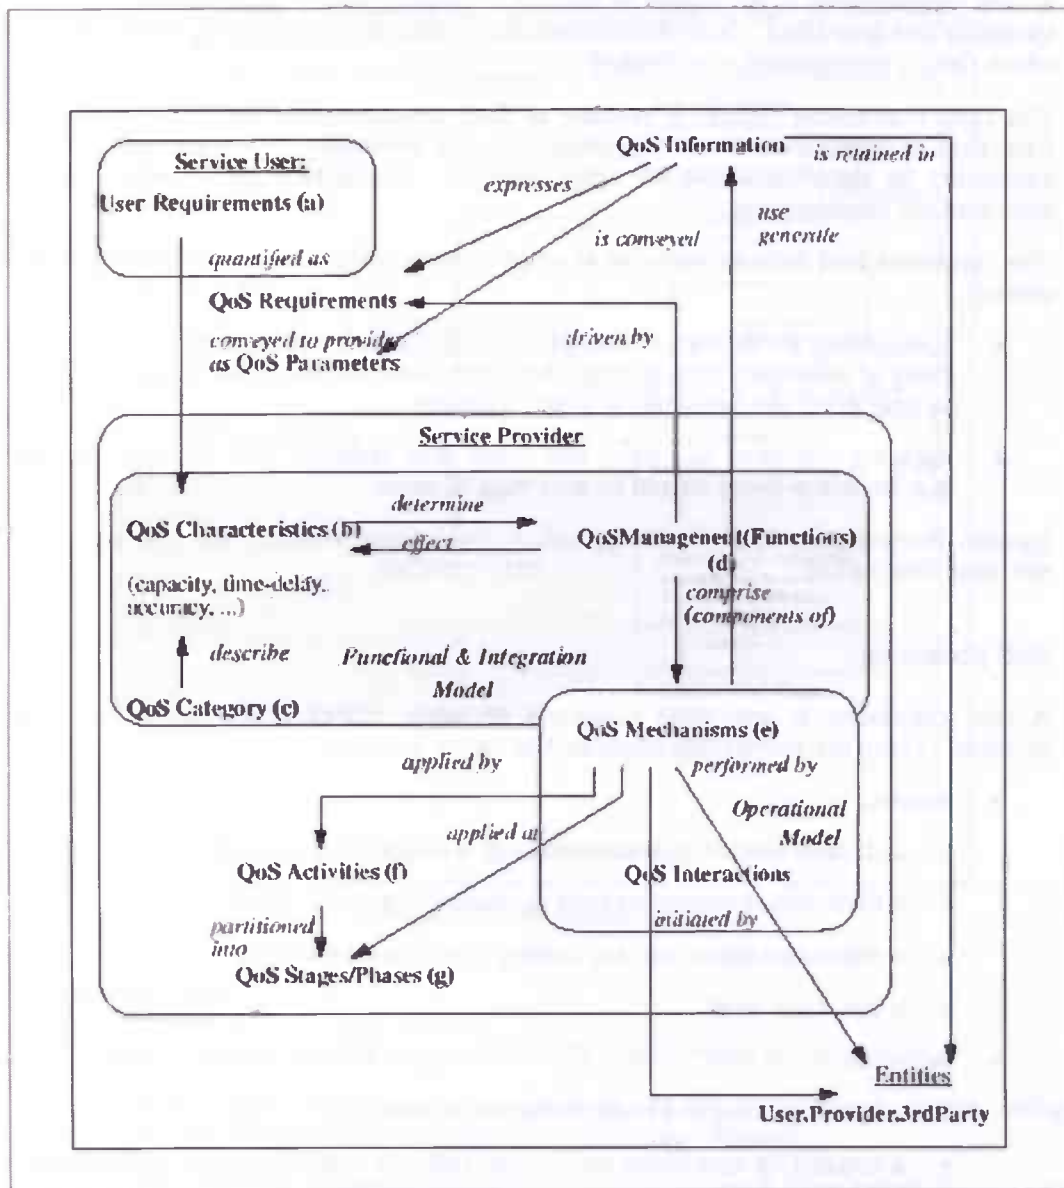 Service User:
User Requirements (a)
QoS Information
is retained in
expresses
is conveyed
use
generate
quantified as
QoS Requirements
conveyed to provider
as QoS Parameters
driven by
Service Provider
QoS Characteristics (b)
determine
effect
QoSManagement(Functions)
(d)
(capacity, time-delay,
accuracy, ...)
comprise
(components of)
describe
Functional & Integration
Model
QoS Category (c)
QoS Mechanisms (e)
applied by
performed by
applied at
Operational
Model
QoS Activities (f)
QoS Interactions
partitioned
into
initiated by
QoS Stages/Phases (g)
Entities
User.Provider.3rdParty